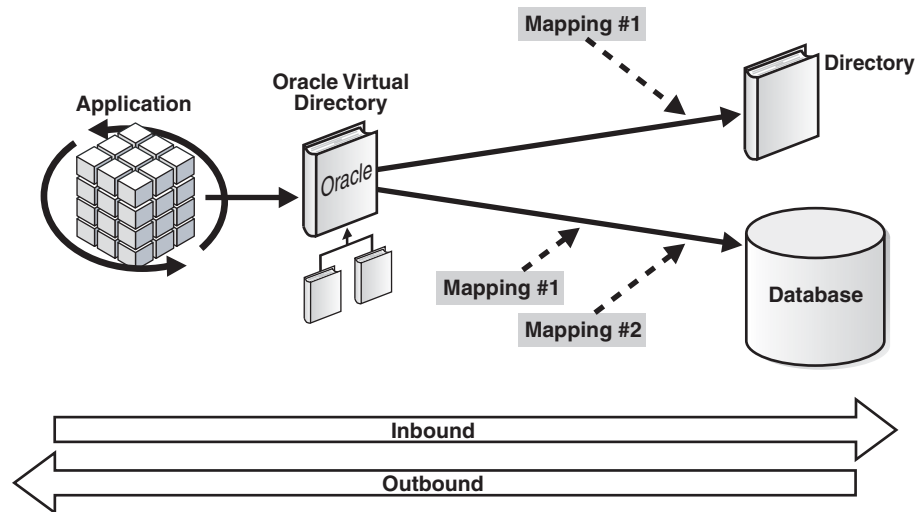 Mapping #1
Directory
Oracle Virtual
Directory
Application
Oracle
Mapping #1
Mapping #2
Database
Inbound
Outbound